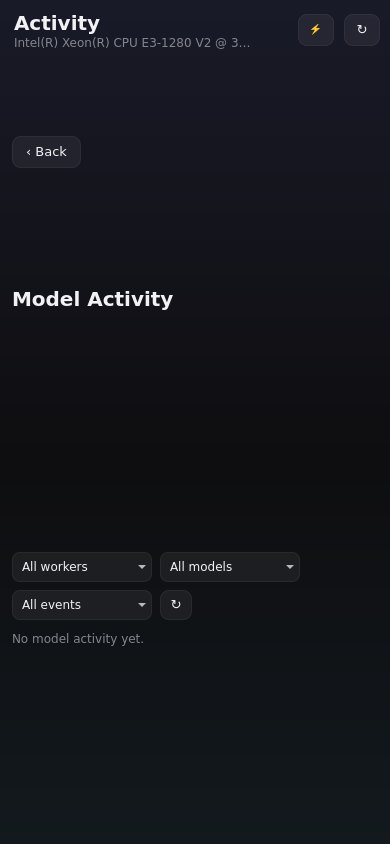 Activity
Intel(R) Xeon(R) CPU E3-1280 V2 @ 3...
⚡ ↻
‹ Back
Model Activity
All workers All models
All events ↻
No model activity yet.